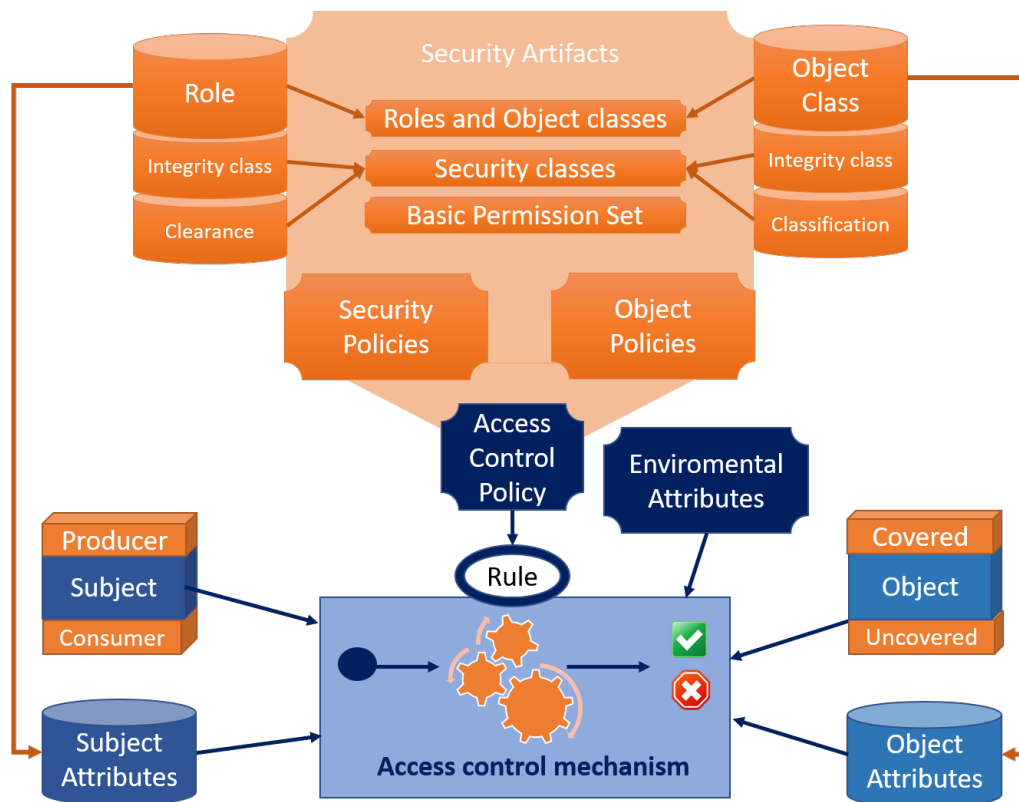 Security Artifacts
Role
Object
Class
Roles and Object classes
Integrity class
Security classes
Integrity class
Clearance
Basic Permission Set
Classification
Security
Policies
Object
Policies
Access
Control
Policy
Enviromental
Attributes
Producer
Subject
Consumer
Rule
Covered
Object
Uncovered
Subject
Attributes
Access control mechanism
Object
Attributes